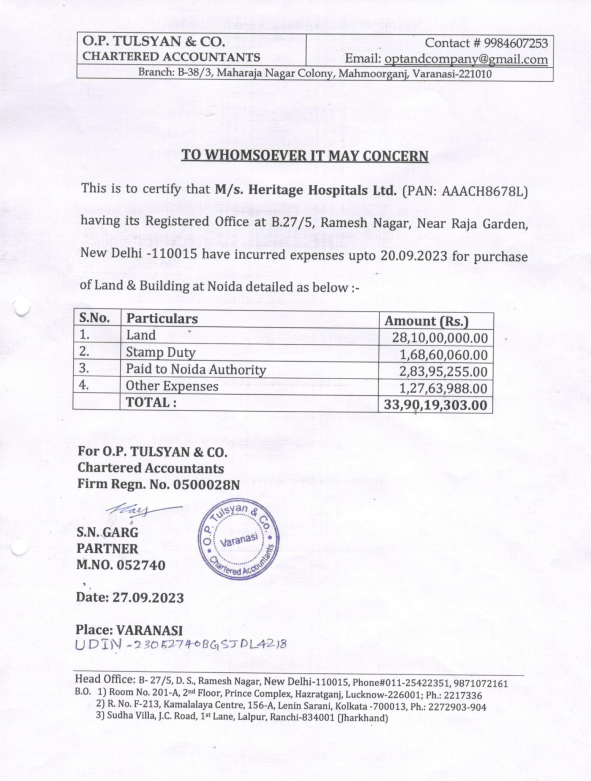 O.P. TULSYAN & CO.
CHARTERED ACCOUNTANTS
Contact # 9984607253
Email: optandcompany@gmail.com
Branch: B-38/3, Maharaja Nagar Colony, Mahmoorganj, Varanasi-221010
TO WHOMSOEVER IT MAY CONCERN
This is to certify that M/s. Heritage Hospitals Ltd. (PAN: AAACH8678L)
having its Registered Office at B.27/5, Ramesh Nagar, Near Raja Garden,
New Delhi -110015 have incurred expenses upto 20.09.2023 for purchase
of Land & Building at Noida detailed as below :-
S.No. Particulars Amount (Rs.)
1. Land 28,10,00,000.00
2. Stamp Duty 1,68,60,060.00
3. Paid to Noida Authority 2,83,95,255.00
4. Other Expenses 1,27,63,988.00
TOTAL : 33,90,19,303.00
For O.P. TULSYAN & CO.
Chartered Accountants
Firm Regn. No. 0500028N
O.P. Tulsyan & Co.
Varanasi
Chartered Accountants
S.N. GARG
PARTNER
M.NO. 052740
Date: 27.09.2023
Place: VARANASI
UDIN - 23052740BGSJDL4218
Head Office: B- 27/5, D. S., Ramesh Nagar, New Delhi-110015, Phone#011-25422351, 9871072161
B.O. 1) Room No. 201-A, 2nd Floor, Prince Complex, Hazratganj, Lucknow-226001; Ph.: 2217336
2) R. No. F-213, Kamalalaya Centre, 156-A, Lenin Sarani, Kolkata -700013, Ph.: 2272903-904
3) Sudha Villa, J.C. Road, 1st Lane, Lalpur, Ranchi-834001 (Jharkhand)